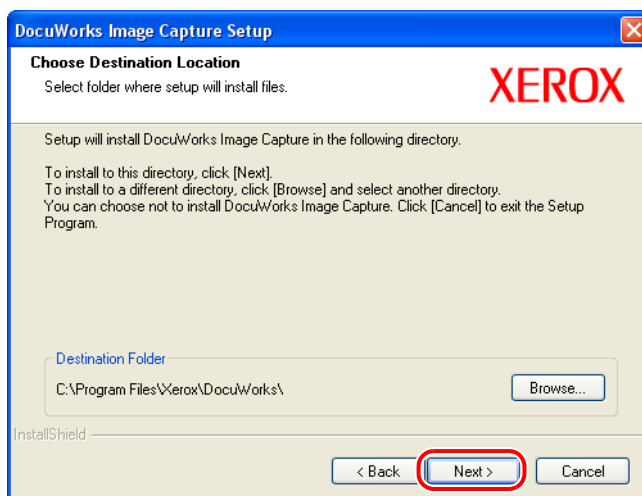 DocuWorks Image Capture Setup
Choose Destination Location
Select folder where setup will install files.
XEROX
Setup will install DocuWorks Image Capture in the following directory.
To install to this directory, click [Next].
To install to a different directory, click [Browse] and select another directory.
You can choose not to install DocuWorks Image Capture. Click [Cancel] to exit the Setup
Program.
Destination Folder
C:\Program Files\Xerox\DocuWorks\
Browse...
InstallShield
< Back
Next >
Cancel